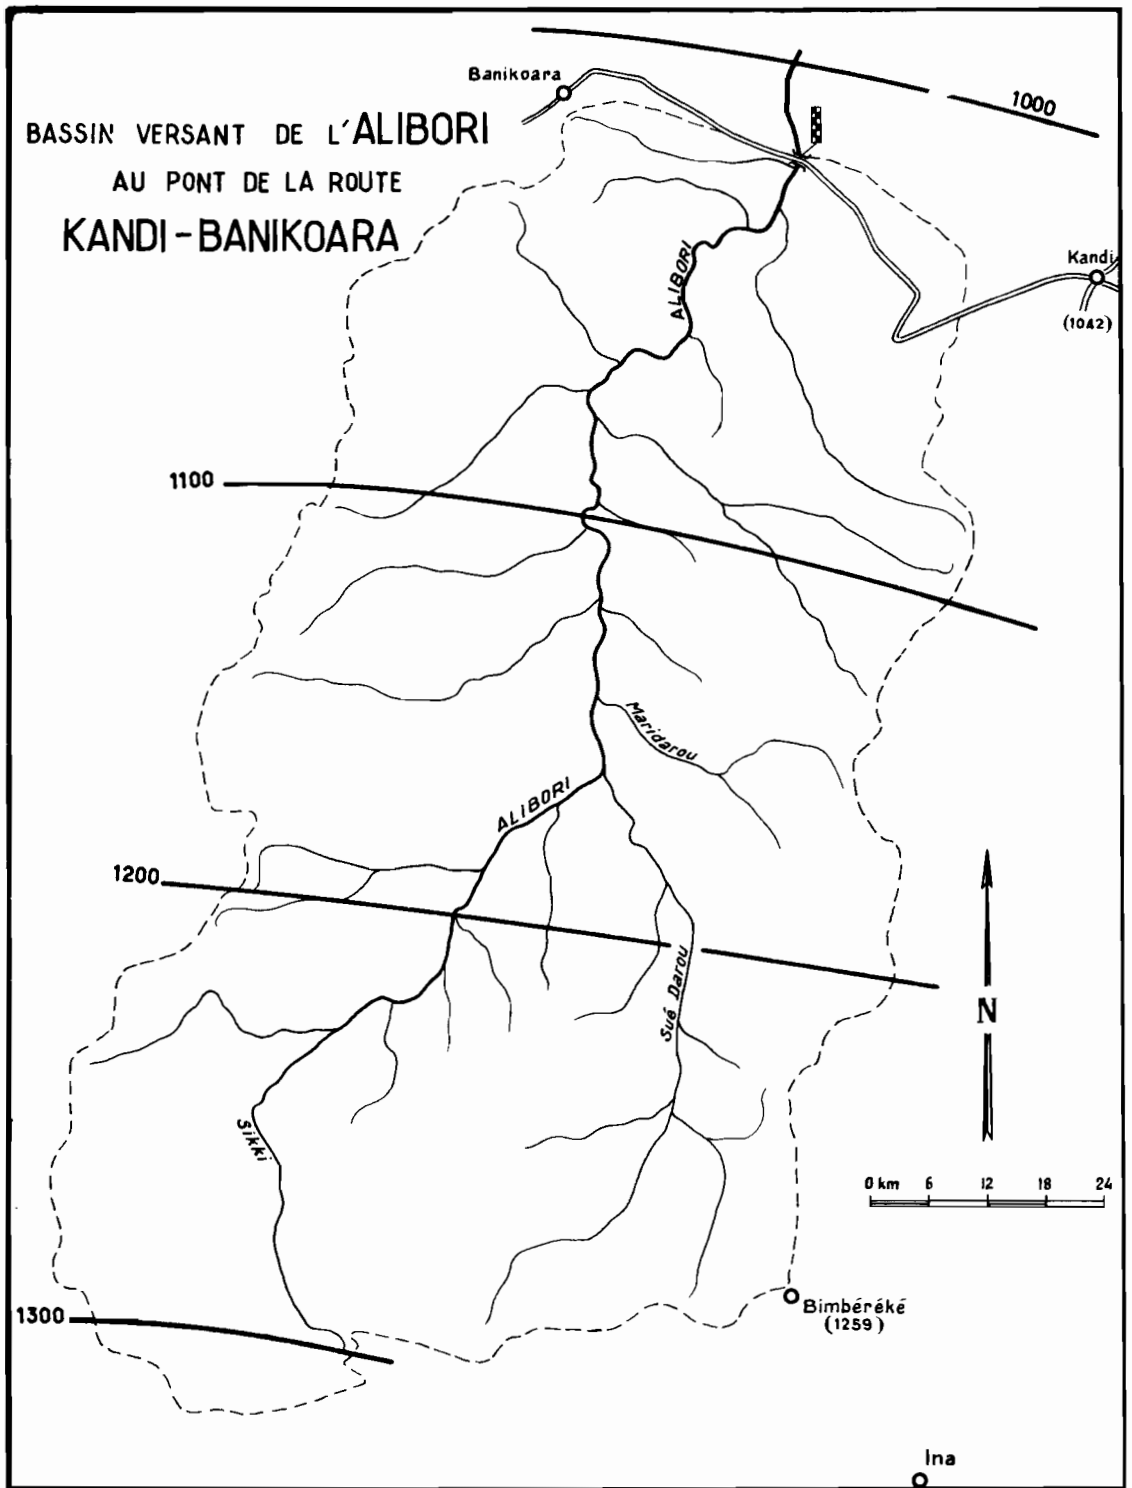 Banikoara
1000
BASSIN VERSANT DE L'ALIBORI
AU PONT DE LA ROUTE
KANDI-BANIKOARA
Kandi
(1042)
ALIBORI
1100
Maridarou
ALIBORI
1200
Sué Darou
N
Sikki
0 km 6 12 18 24
1300
Bimbéréké
(1259)
Ina